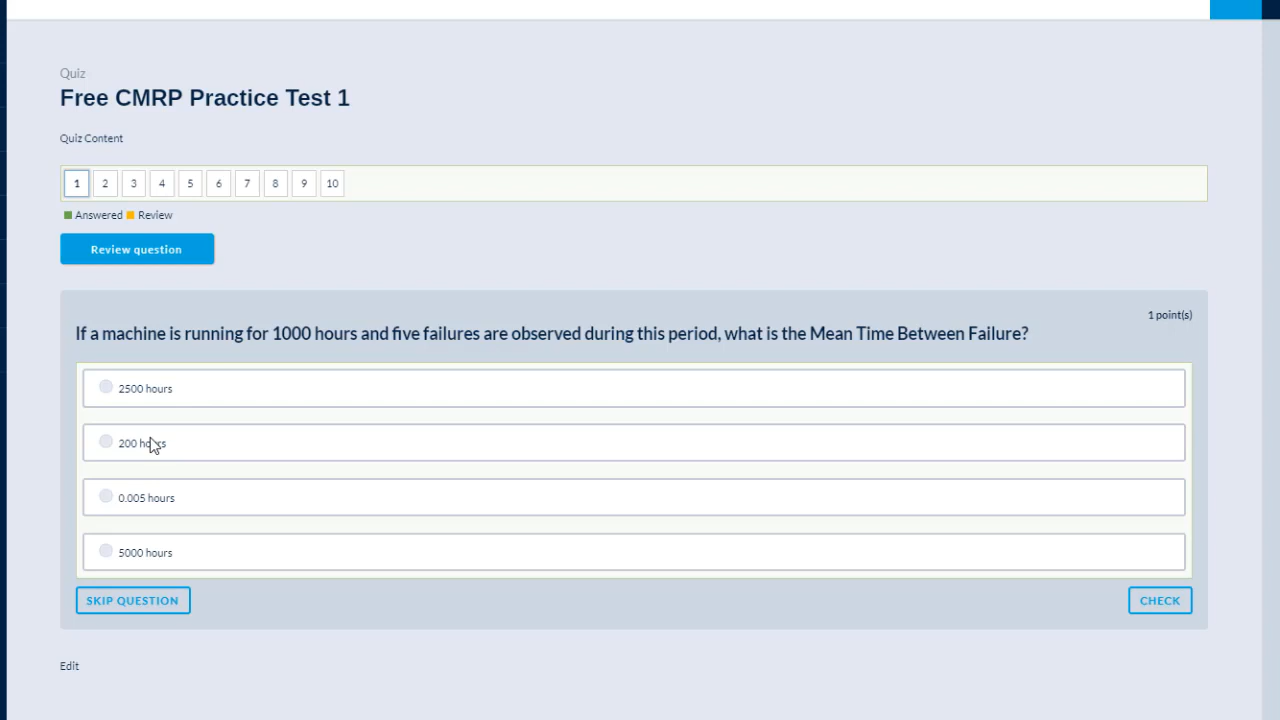 Quiz
Free CMRP Practice Test 1
Quiz Content
1 2 3 4 5 6 7 8 9 10
Answered Review
Review question
1 point(s)
If a machine is running for 1000 hours and five failures are observed during this period, what is the Mean Time Between Failure?
2500 hours
200 hours
0.005 hours
5000 hours
SKIP QUESTION CHECK
Edit